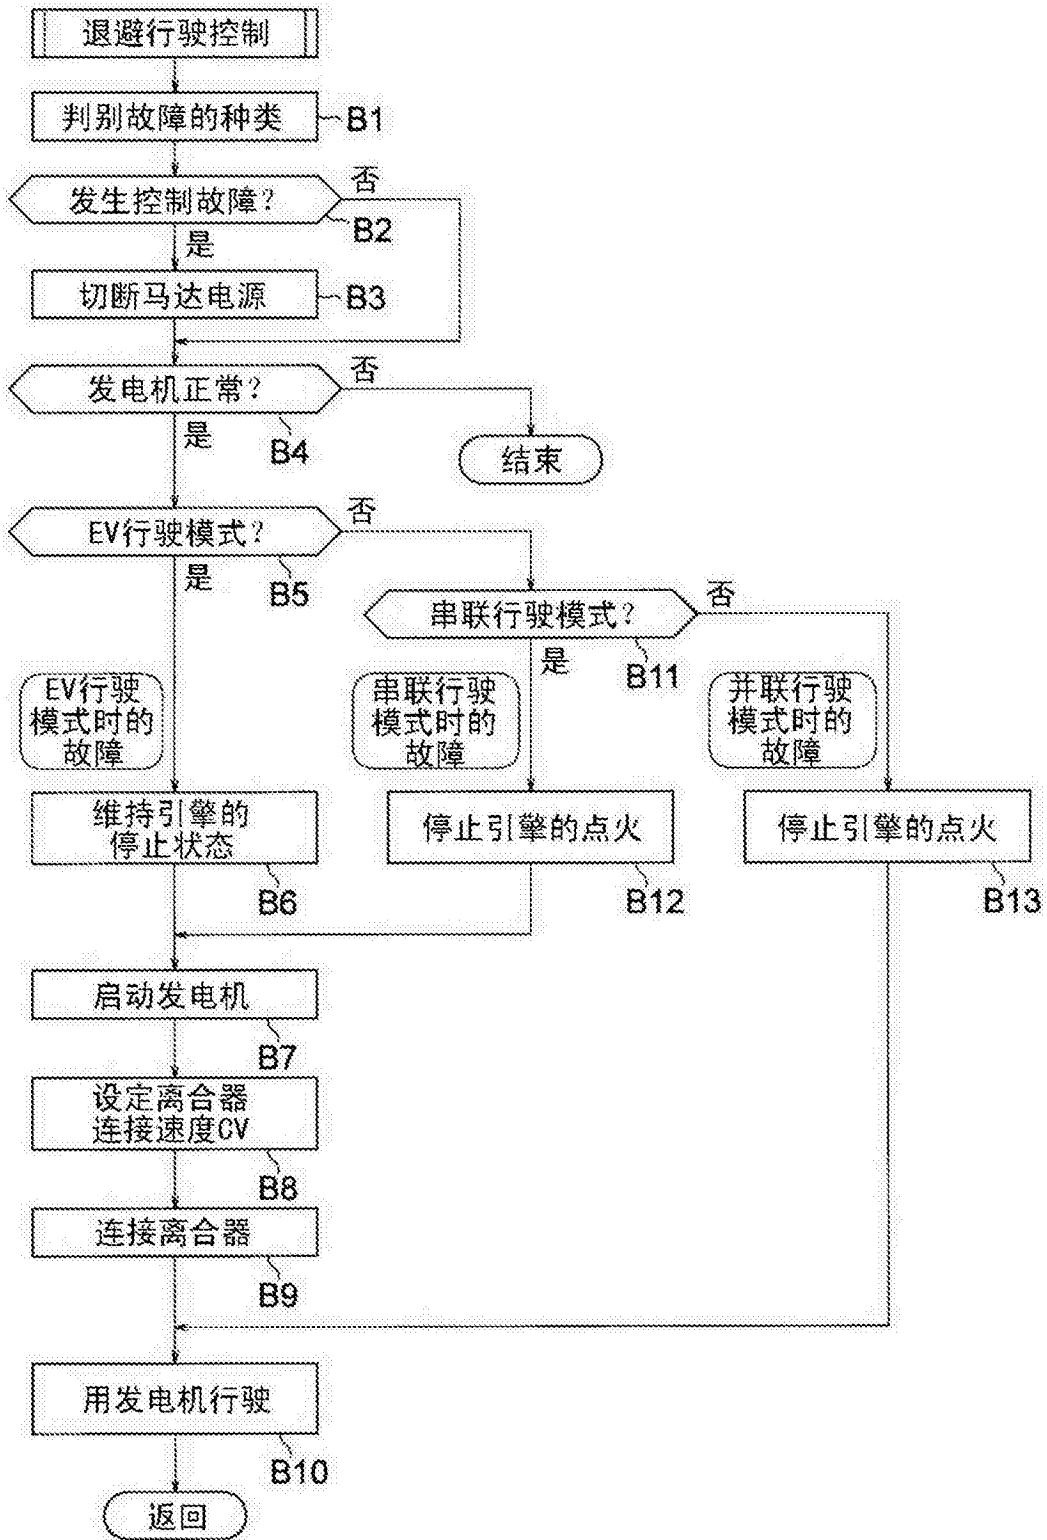 退避行驶控制
判别故障的种类
B1
发生控制故障?
否
B2
是
切断马达电源
B3
发电机正常?
否
B4
是
结束
EV行驶模式?
否
B5
是
串联行驶模式?
否
B11
是
EV行驶
模式时的
故障
串联行驶
模式时的
故障
并联行驶
模式时的
故障
维持引擎的
停止状态
B6
停止引擎的点火
B12
停止引擎的点火
B13
启动发电机
B7
设定离合器
连接速度CV
B8
连接离合器
B9
用发电机行驶
B10
返回